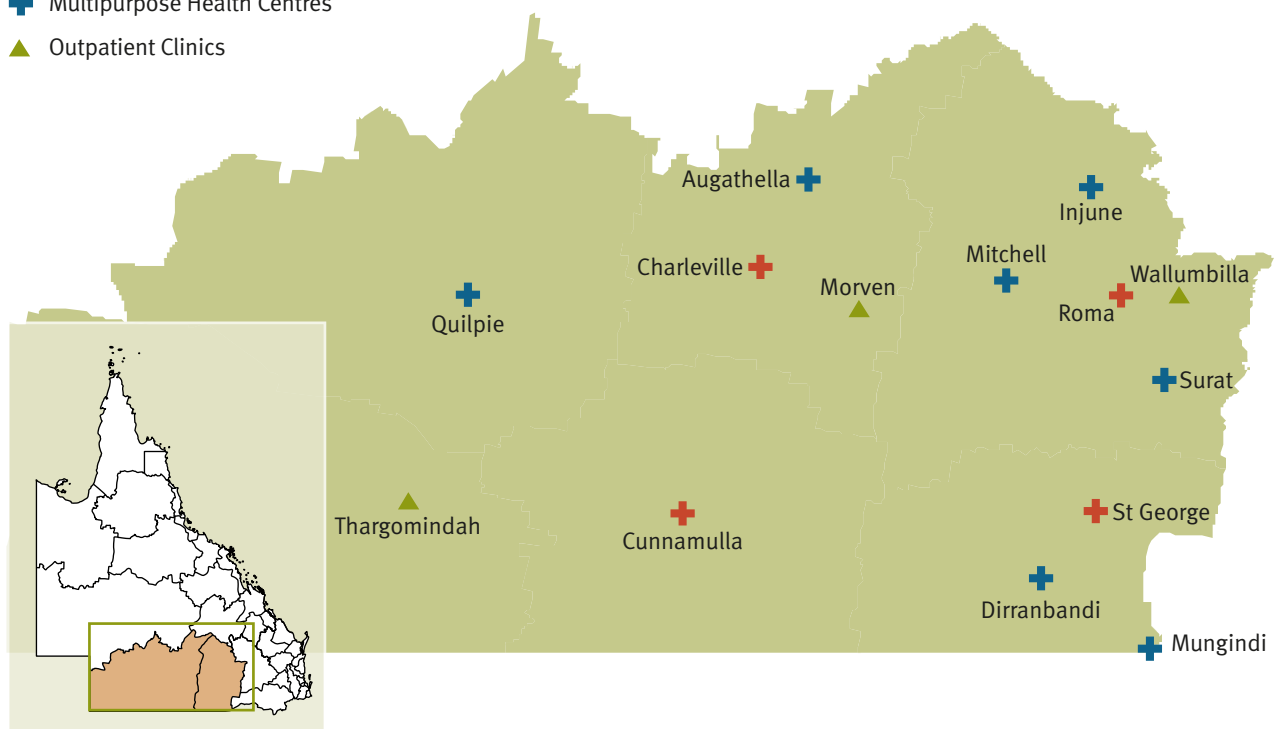 Multipurpose Health Centres
Outpatient Clinics
Augathella
Injune
Mitchell
Charleville
Wallumbilla
Morven
Roma
Quilpie
Surat
St George
Thargomindah
Cunnamulla
Dirranbandi
Mungindi